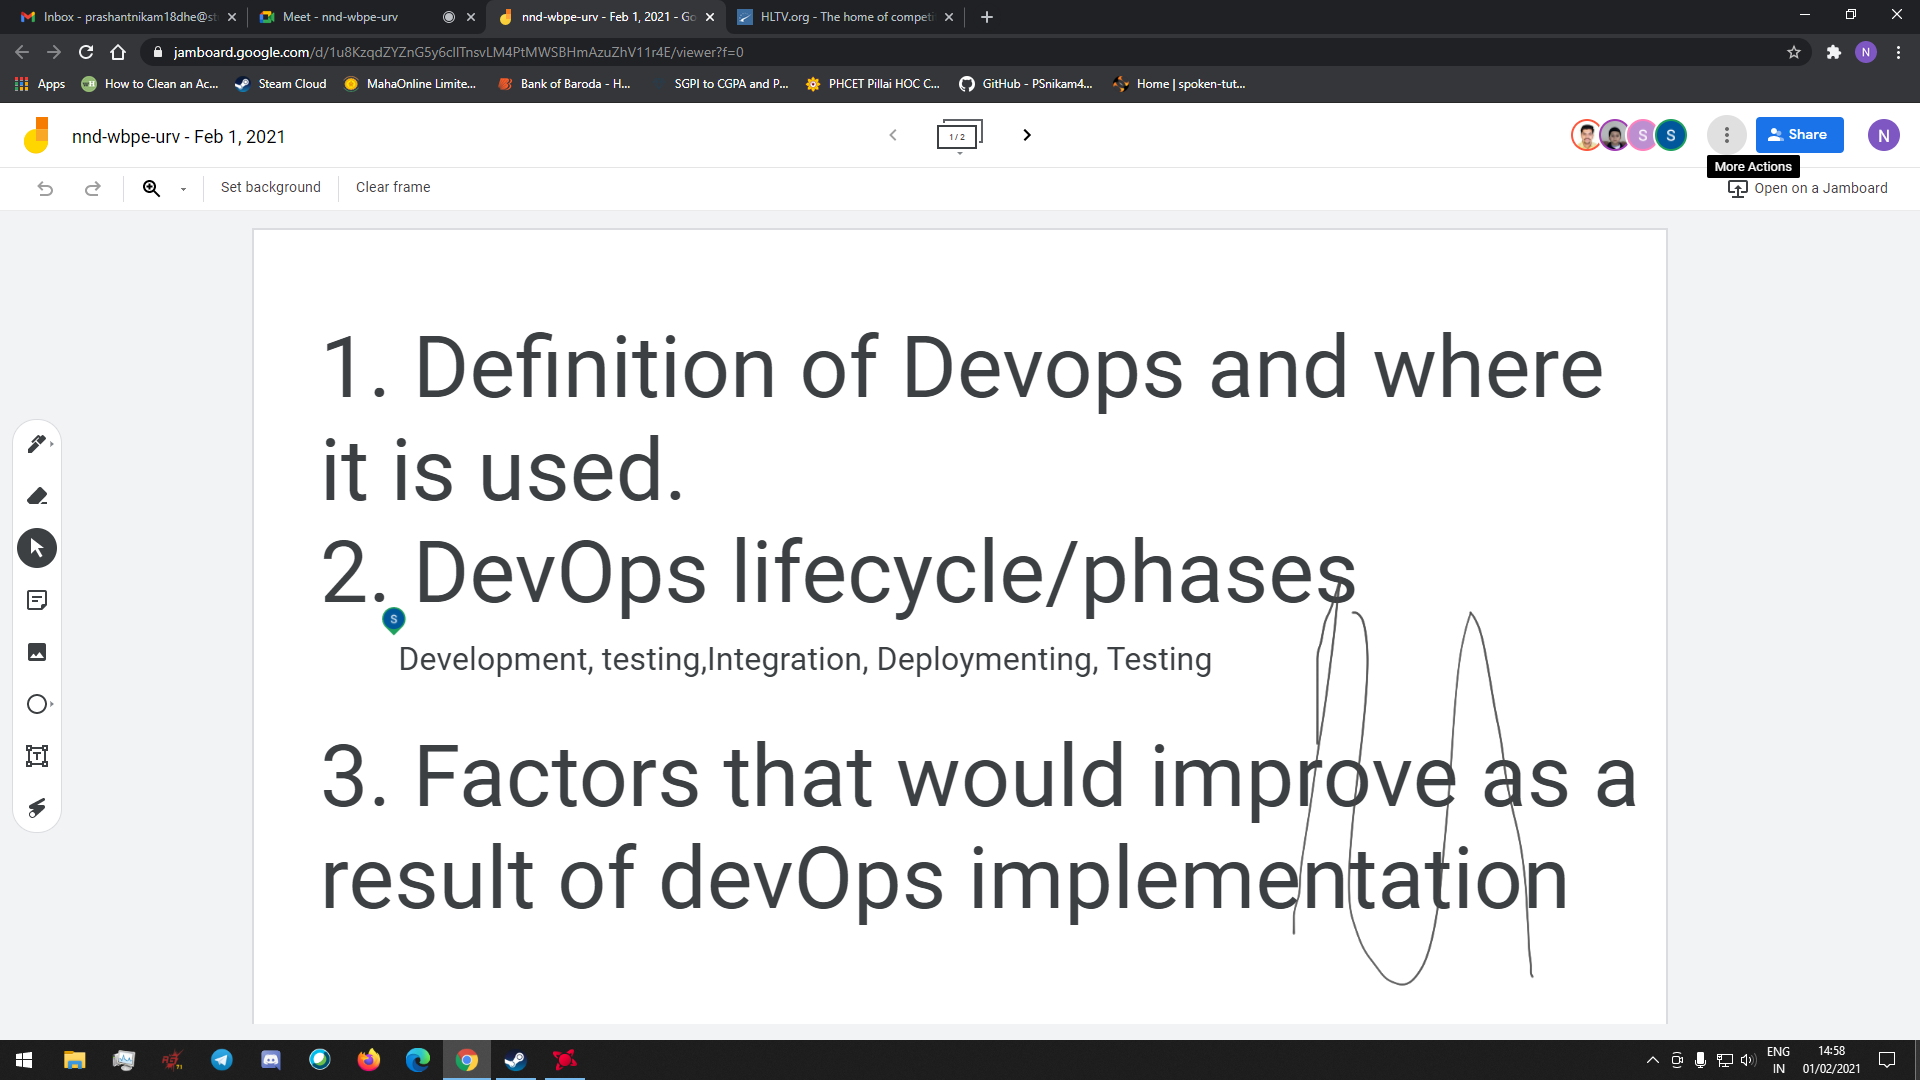 Inbox - prashantnikam18dhe@st
Meet - nnd-wbpe-urv
nnd-wbpe-urv - Feb 1, 2021 - Go
HLTV.org - The home of competi
jamboard.google.com/d/1u8KzqdZYZnG5y6clITnsvLM4PtMWSBHmAzuZhV11r4E/viewer?f=0
N
Apps
How to Clean an Ac...
Steam Cloud
MahaOnline Limite...
Bank of Baroda - H...
SGPI to CGPA and P...
PHCET Pillai HOC C...
GitHub - PSnikam4...
Home | spoken-tut...
nnd-wbpe-urv - Feb 1, 2021
1 / 2
S
S
Share
N
More Actions
Set background
Clear frame
Open on a Jamboard
1. Definition of Devops and where
it is used.
2. DevOps lifecycle/phases
S
Development, testing,Integration, Deploymenting, Testing
3. Factors that would improve as a
result of devOps implementation
ENG
IN
14:58
01/02/2021